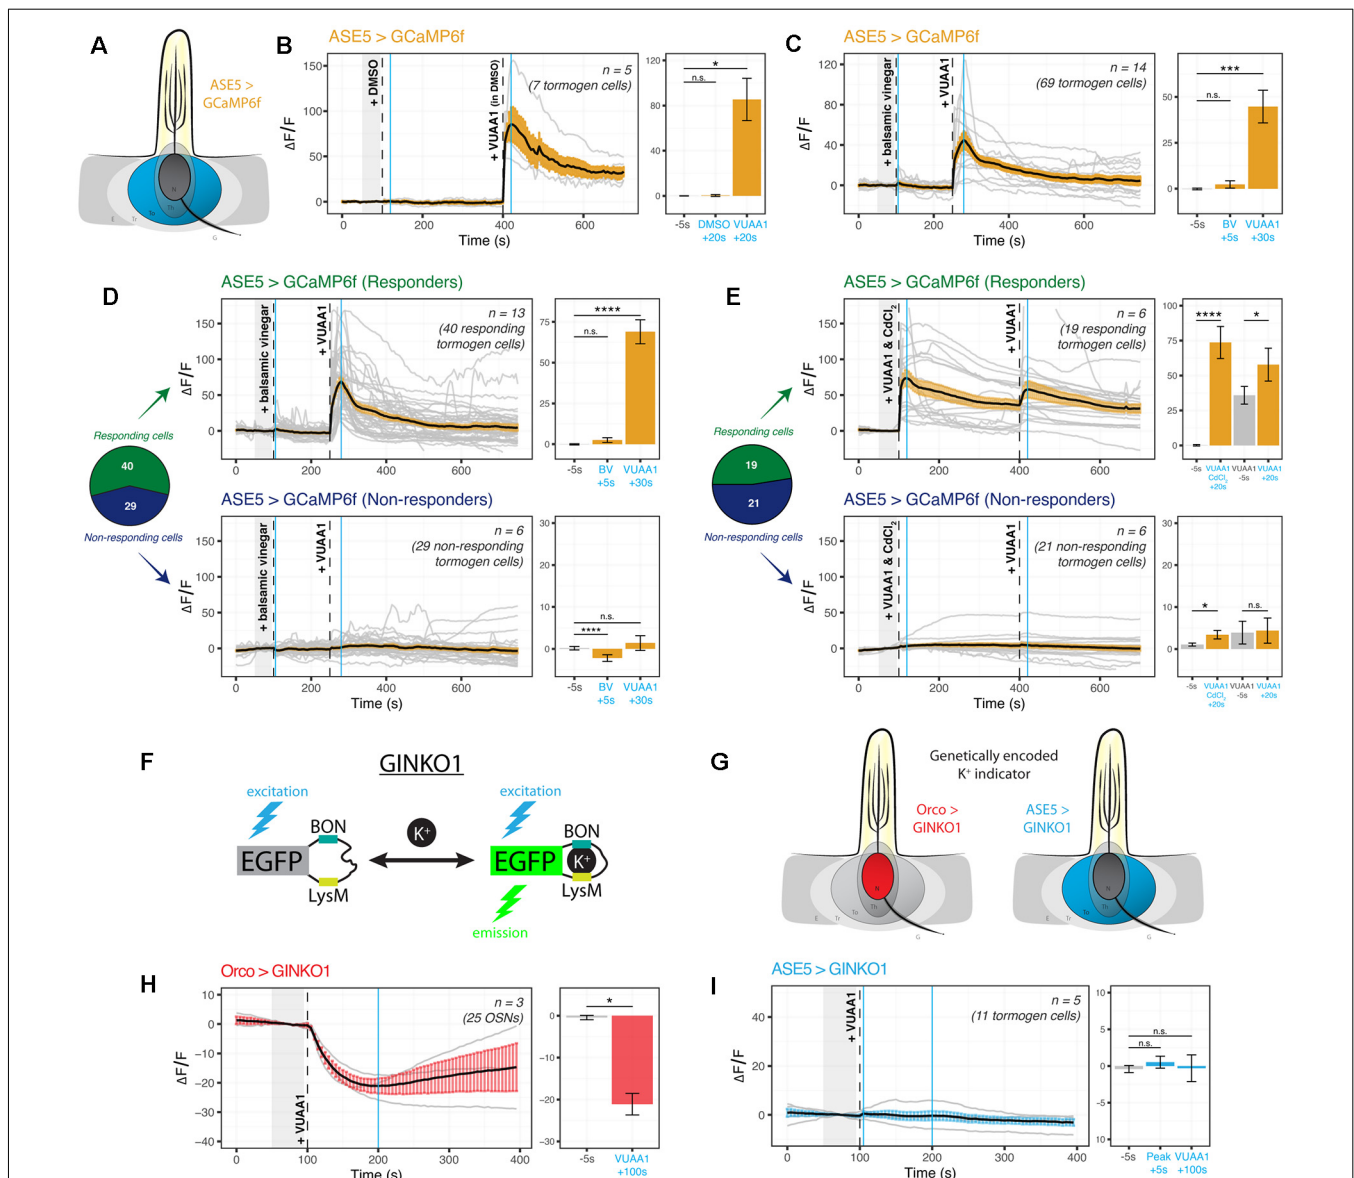 A
ASE5 >
GCaMP6f
N
Th
To
Tr
E
G
B
ASE5 > GCaMP6f
+ DMSO
+ VUAA1 (in DMSO)
n = 5
(7 tormogen cells)
ΔF/F
150
100
50
0
0 200 400 600
Time (s)
120
80
40
0
*
n.s.
-5s DMSO VUAA1
+20s +20s
C
ASE5 > GCaMP6f
+ balsamic vinegar
+ VUAA1
n = 14
(69 tormogen cells)
ΔF/F
120
80
40
0
0 200 400 600
Time (s)
50
25
0
***
n.s.
-5s BV VUAA1
+5s +30s
D
ASE5 > GCaMP6f (Responders)
+ balsamic vinegar
+ VUAA1
n = 13
(40 responding
tormogen cells)
ΔF/F
150
100
50
0
0 200 400 600
75
50
25
0
****
n.s.
-5s BV VUAA1
+5s +30s
Responding cells
40
29
Non-responding cells
ASE5 > GCaMP6f (Non-responders)
+ balsamic vinegar
+ VUAA1
n = 6
(29 non-responding
tormogen cells)
ΔF/F
150
100
50
0
0 200 400 600
Time (s)
30
20
10
0
n.s.
****
-5s BV VUAA1
+5s +30s
E
ASE5 > GCaMP6f (Responders)
+ VUAA1 & CdCl2
+ VUAA1
n = 6
(19 responding
tormogen cells)
ΔF/F
150
100
50
0
0 200 400 600
100
75
50
25
0
**** *
-5s VUAA1 VUAA1 VUAA1
CdCl2 -5s +20s
+20s
Responding cells
19
21
Non-responding cells
ASE5 > GCaMP6f (Non-responders)
+ VUAA1 & CdCl2
+ VUAA1
n = 6
(21 non-responding
tormogen cells)
ΔF/F
150
100
50
0
0 200 400 600
Time (s)
30
20
10
0
* n.s.
-5s VUAA1 VUAA1 VUAA1
CdCl2 -5s +20s
+20s
F
GINKO1
excitation
BON
EGFP
LysM
K+
excitation
BON
EGFP
K+
LysM
emission
G
Genetically encoded
K+ indicator
Orco >
GINKO1
ASE5 >
GINKO1
N
Th
To
Tr
E
G
N
Th
To
Tr
E
G
H
Orco > GINKO1
+ VUAA1
n = 3
(25 OSNs)
ΔF/F
10
0
−10
−20
−30
−40
0 100 200 300 400
Time (s)
0
−10
−20
−30
*
-5s VUAA1
+100s
I
ASE5 > GINKO1
+ VUAA1
n = 5
(11 tormogen cells)
ΔF/F
40
20
0
0 100 200 300 400
Time (s)
10
5
0
−5
10
n.s.
n.s.
-5s Peak VUAA1
+5s +100s